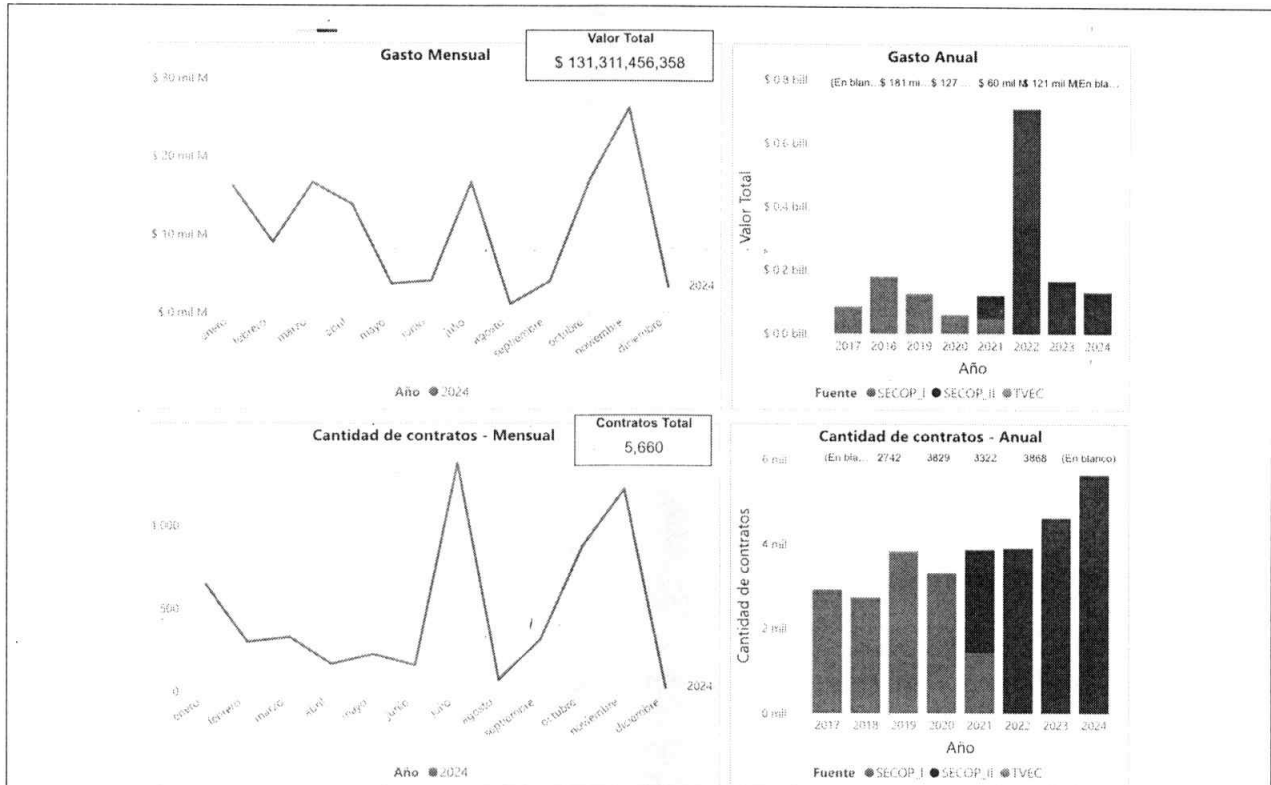 Gasto Mensual
Valor Total
$ 131,311,456,358
$ 30 mil M
$ 20 mil M
$ 10 mil M
$ 0 mil M
enero
febrero
marzo
abril
mayo
junio
julio
agosto
septiembre
octubre
noviembre
diciembre
2024
Año 2024
Gasto Anual
(En blan... $ 181 mi... $ 127 ... $ 60 mil M $ 121 mil M (En bla...
Valor Total
$ 0.8 bill.
$ 0.6 bill.
$ 0.4 bill.
$ 0.2 bill.
$ 0.0 bill.
2017 2018 2019 2020 2021 2022 2023 2024
Año
Fuente SECOP_I SECOP_II TVEC
Cantidad de contratos - Mensual
Contratos Total
5,660
1.000
500
0
enero
febrero
marzo
abril
mayo
junio
julio
agosto
septiembre
octubre
noviembre
diciembre
2024
Año 2024
Cantidad de contratos - Anual
(En bla... 2742 3829 3322 3868 (En blanco)
Cantidad de contratos
6 mil
4 mil
2 mil
0 mil
2017 2018 2019 2020 2021 2022 2023 2024
Año
Fuente SECOP_I SECOP_II TVEC